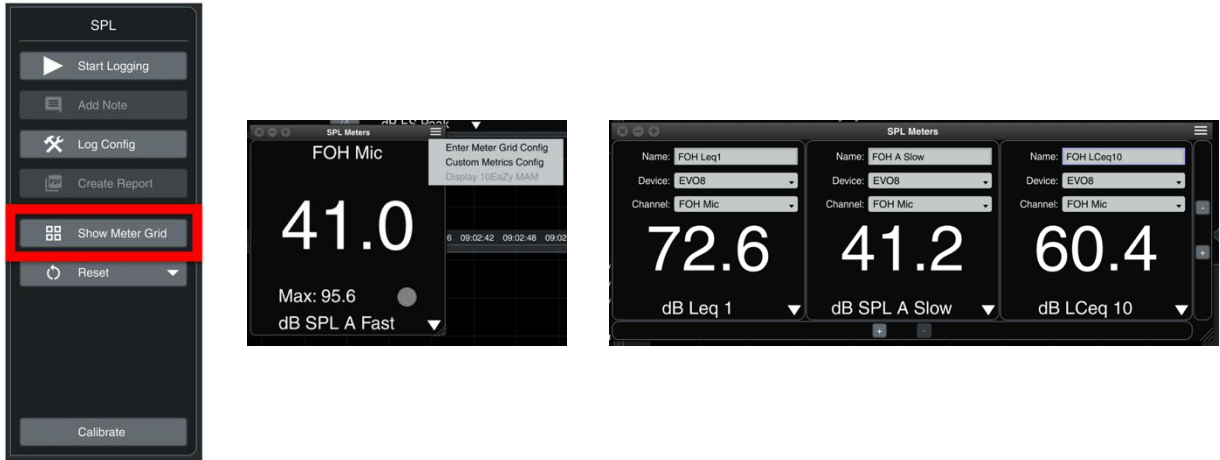 SPL
Start Logging
Add Note
Log Config
Create Report
Show Meter Grid
Reset
Calibrate
SPL Meters
FOH Mic
41.0
Max: 95.6
dB SPL A Fast
Enter Meter Grid Config
Custom Metrics Config
Display 10EaZy MAM
6 09:02:42 09:02:48 09:02
SPL Meters
Name: FOH Leq1
Device: EVO8
Channel: FOH Mic
72.6
dB Leq 1
Name: FOH A Slow
Device: EVO8
Channel: FOH Mic
41.2
dB SPL A Slow
Name: FOH LCeq10
Device: EVO8
Channel: FOH Mic
60.4
dB LCeq 10
+ -
-
+